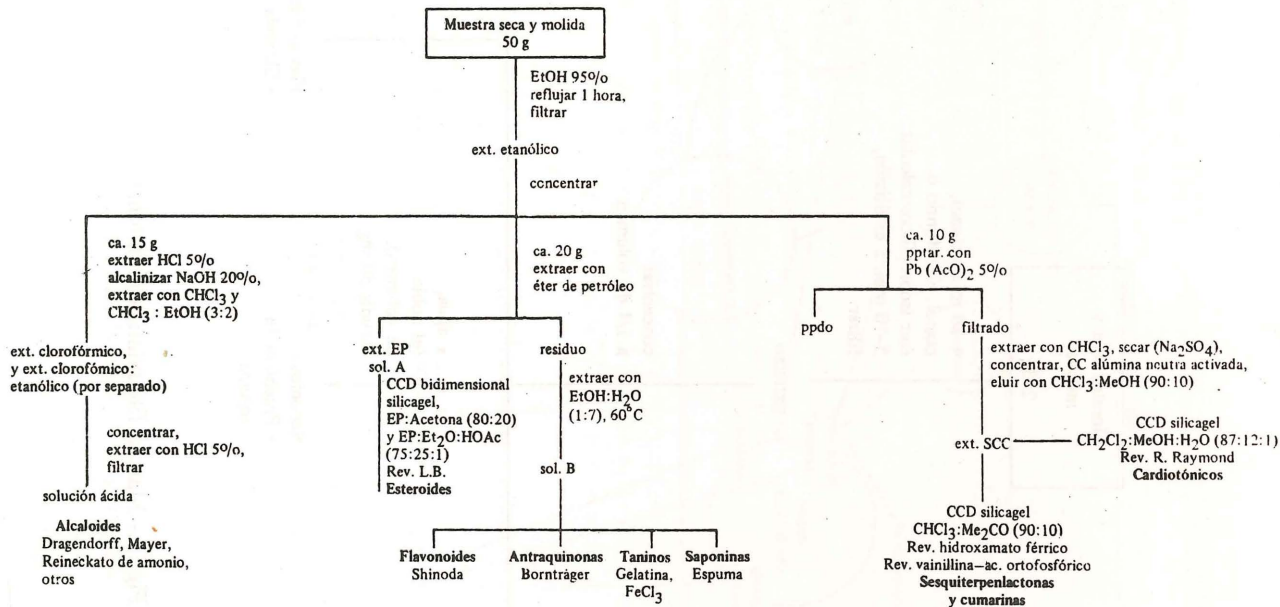 Muestra seca y molida
50 g
EtOH 95%
reflujar 1 hora,
filtrar
ext. etanólico
concentrar
ca. 15 g
extraer HCl 5%
alcalinizar NaOH 20%,
extraer con CHCl₃ y
CHCl₃ : EtOH (3:2)
ext. clorofórmico,
y ext. clorofómico:
etanólico (por separado)
concentrar,
extraer con HCl 5%,
filtrar
solución ácida
Alcaloides
Dragendorff, Mayer,
Reineckato de amonio,
otros
ca. 20 g
extraer con
éter de petróleo
ext. EP
sol. A
CCD bidimensional
silicagel,
EP:Acetona (80:20)
y EP:Et₂O:HOAc
(75:25:1)
Rev. L.B.
Esteroides
residuo
extraer con
EtOH:H₂O
(1:7), 60°C
sol. B
Flavonoides
Shinoda
Antraquinonas
Bornträger
Taninos
Gelatina,
FeCl₃
Saponinas
Espuma
ca. 10 g
pptar. con
Pb (AcO)₂ 5%
ppdo
filtrado
extraer con CHCl₃, secar (Na₂SO₄),
concentrar, CC alúmina neutra activada,
eluir con CHCl₃:MeOH (90:10)
ext. SCC
CCD silicagel
CH₂Cl₂:MeOH:H₂O (87:12:1)
Rev. R. Raymond
Cardiotónicos
CCD silicagel
CHCl₃:Me₂CO (90:10)
Rev. hidroxamato férrico
Rev. vainillina–ac. ortofosfórico
Sesquiterpenlactonas
y cumarinas